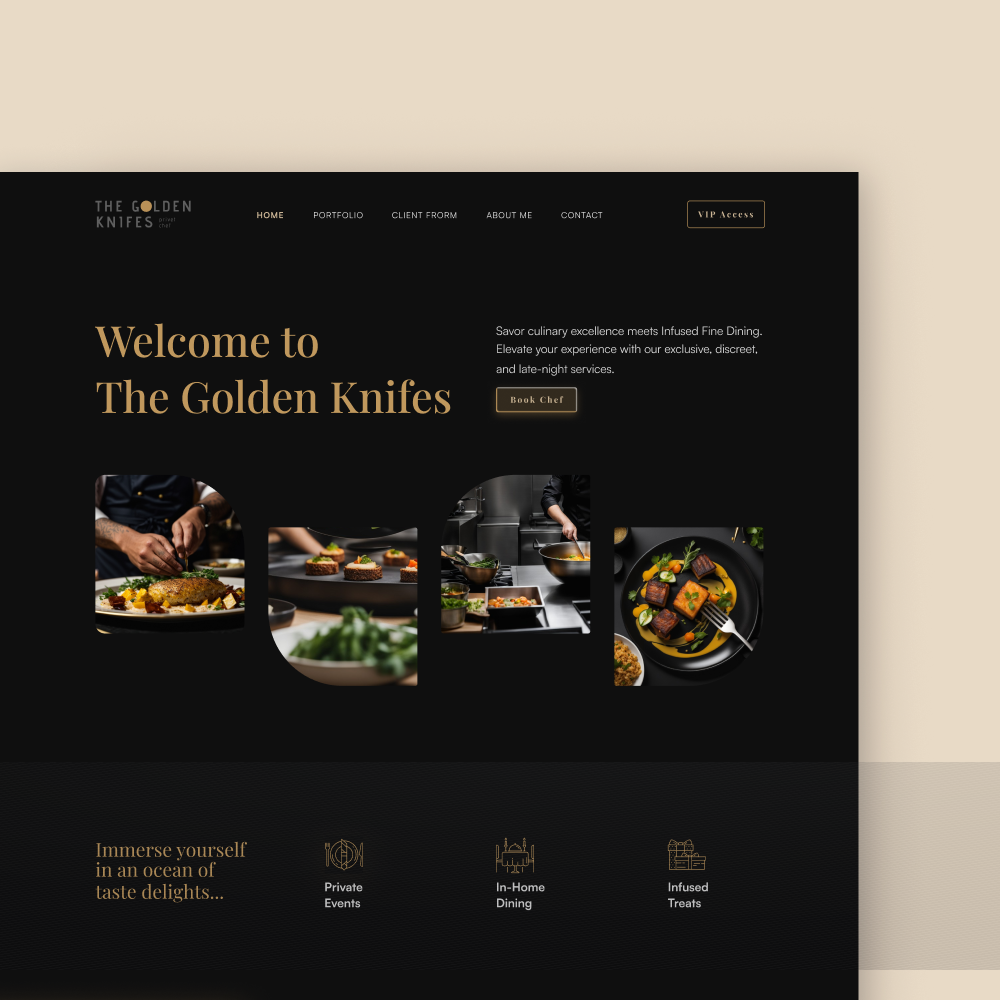 THE GOLDEN
KNIFES private
chef
HOME PORTFOLIO CLIENT FRORM ABOUT ME CONTACT
VIP Access
Welcome to
The Golden Knifes
Savor culinary excellence meets Infused Fine Dining.
Elevate your experience with our exclusive, discreet,
and late-night services.
Book Chef
Immerse yourself
in an ocean of
taste delights...
Private
Events
In-Home
Dining
Infused
Treats